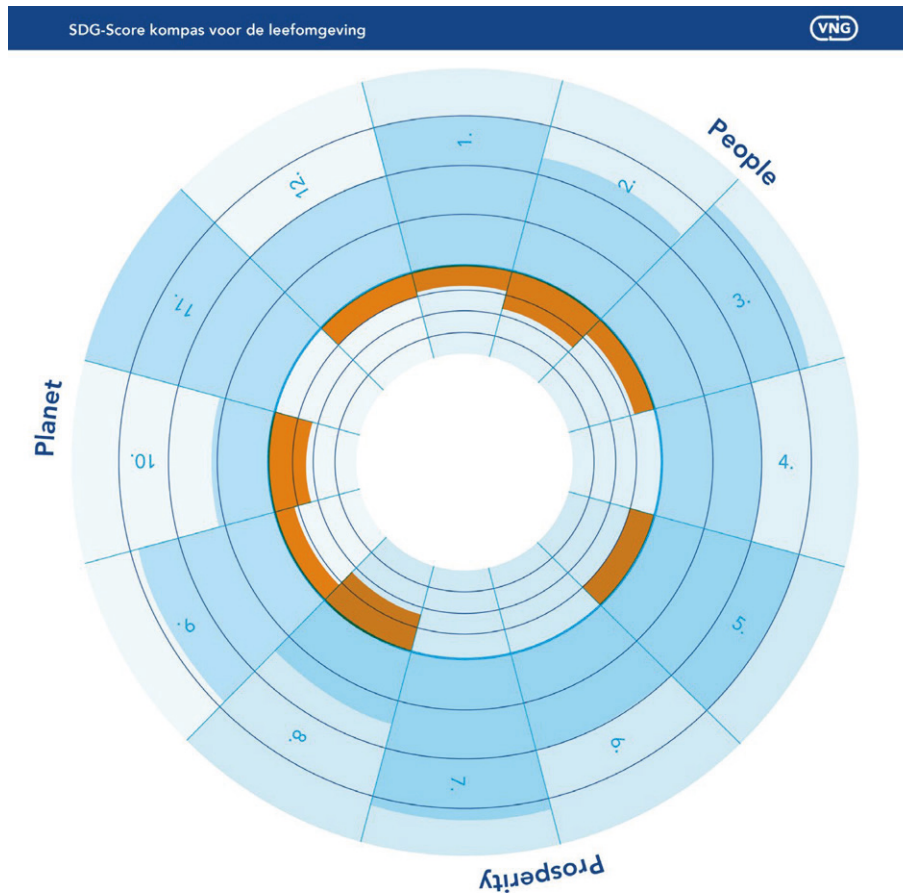 SDG-Score kompas voor de leefomgeving
VNG
People
1.
2.
3.
4.
5.
6.
7.
8.
9.
10.
11.
12.
Planet
Prosperity